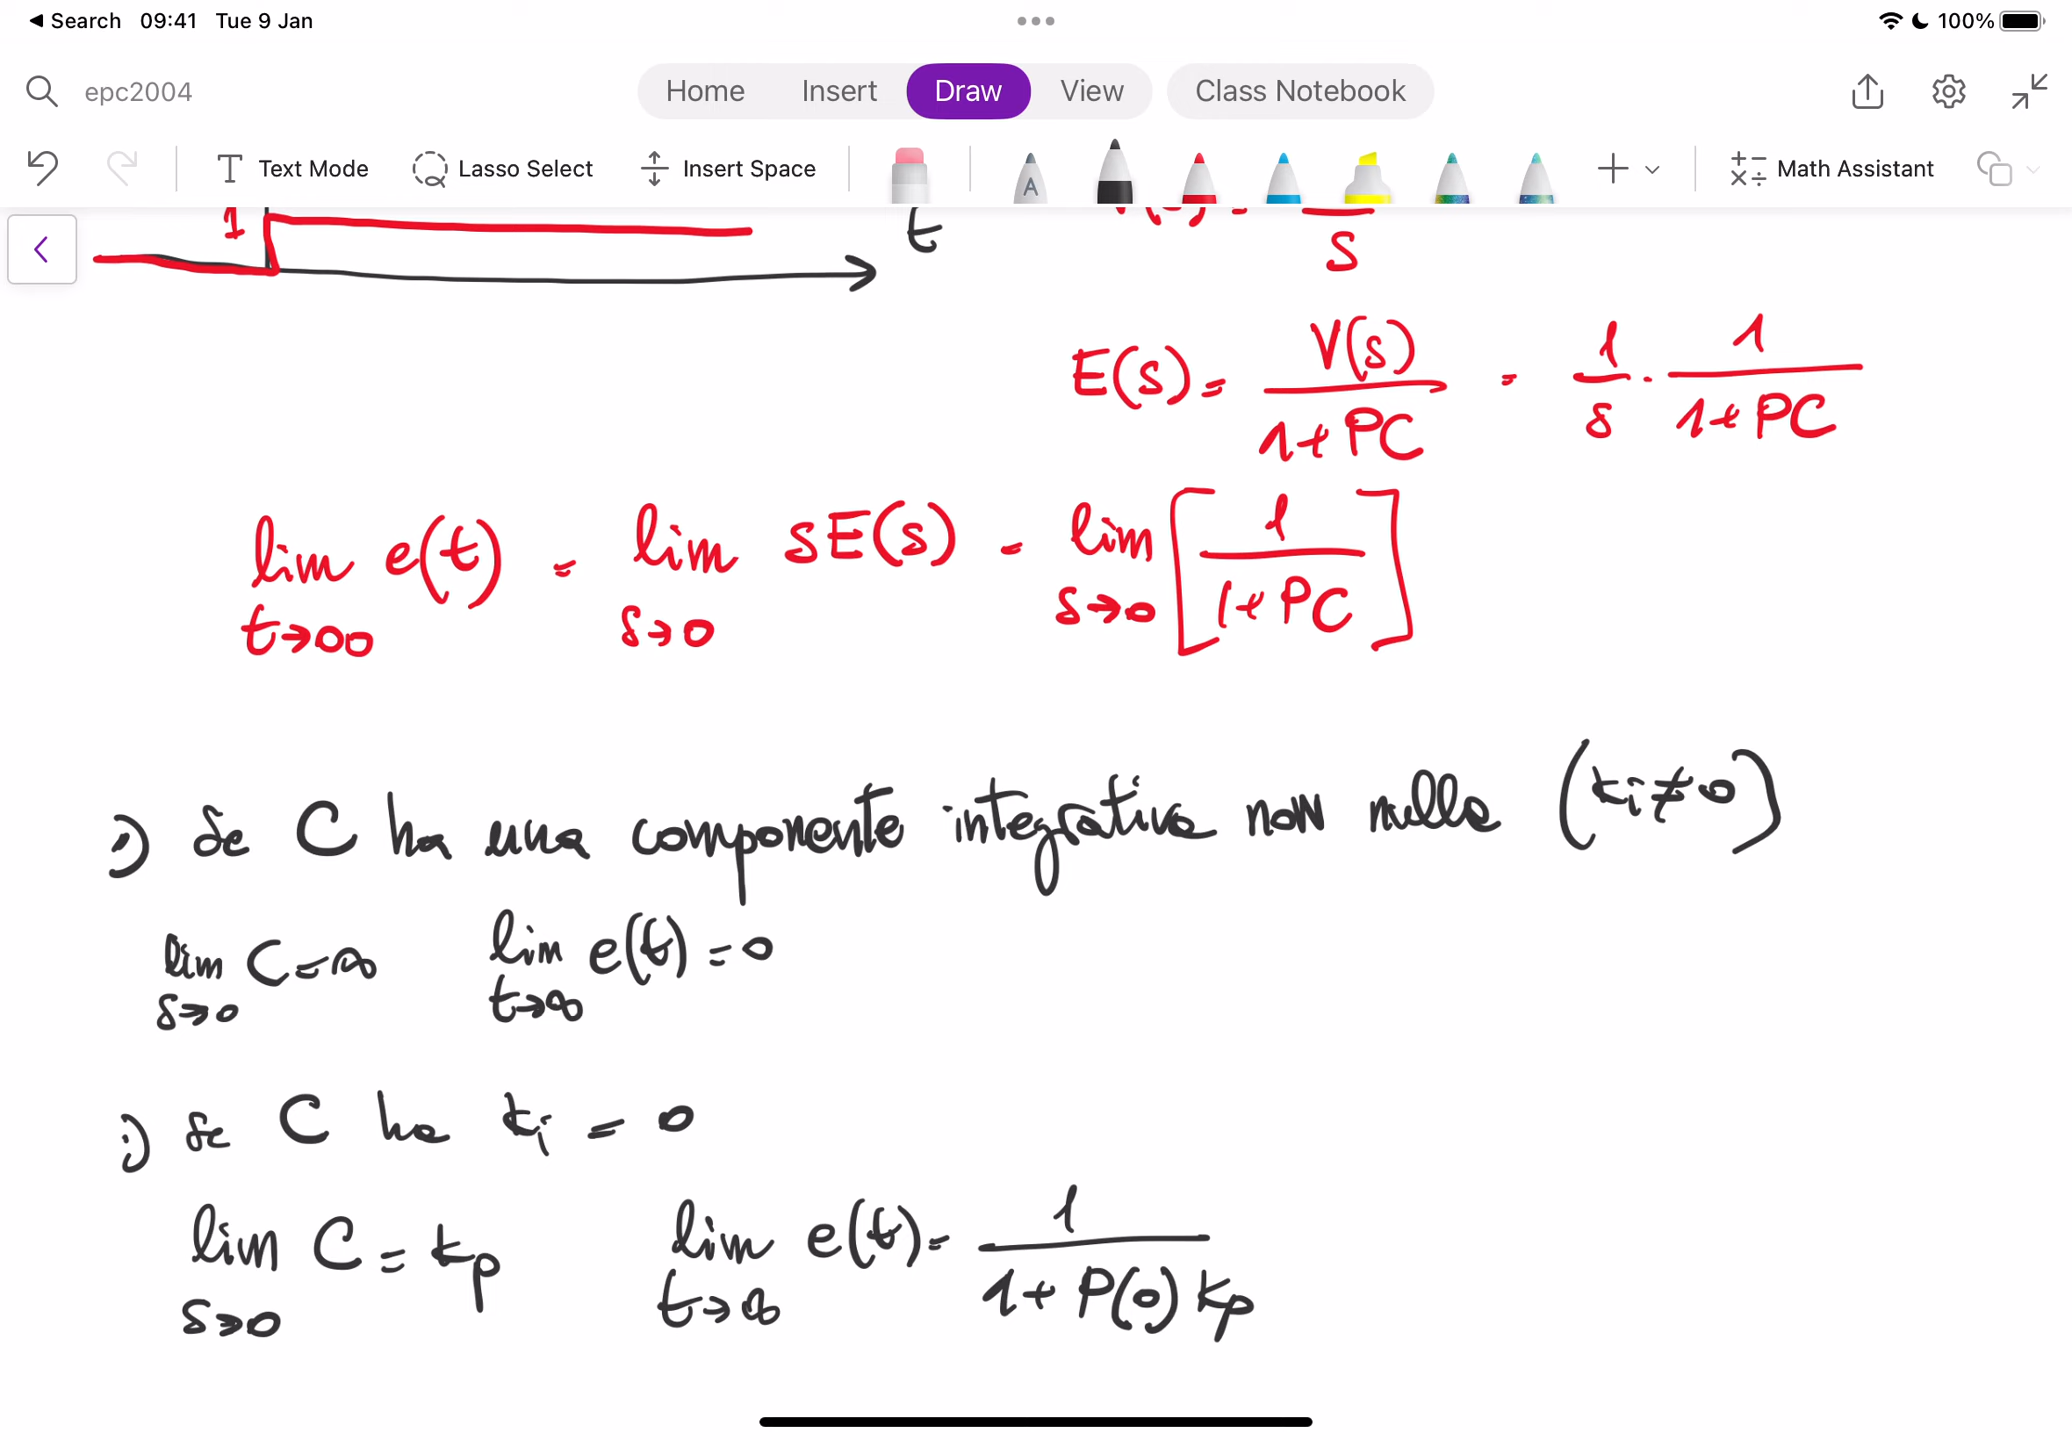 ◀ Search 09:41 Tue 9 Jan 100%
epc2004 Home Insert Draw View Class Notebook
Text Mode Lasso Select Insert Space A Math Assistant
1 t
S
E(s) = V(s) / 1+PC = 1/s · 1 / 1+PC
lim e(t) = lim sE(s) = lim [1 / 1+PC]
t→∞ s→0 s→0
:) Se C ha una componente integrativa non nulla (ki≠0)
lim C=∞ lim e(t)=0
s→0 t→∞
:) Se C ha ki = 0
lim C = kp lim e(t) = 1 / 1+P(0)kp
s→0 t→∞